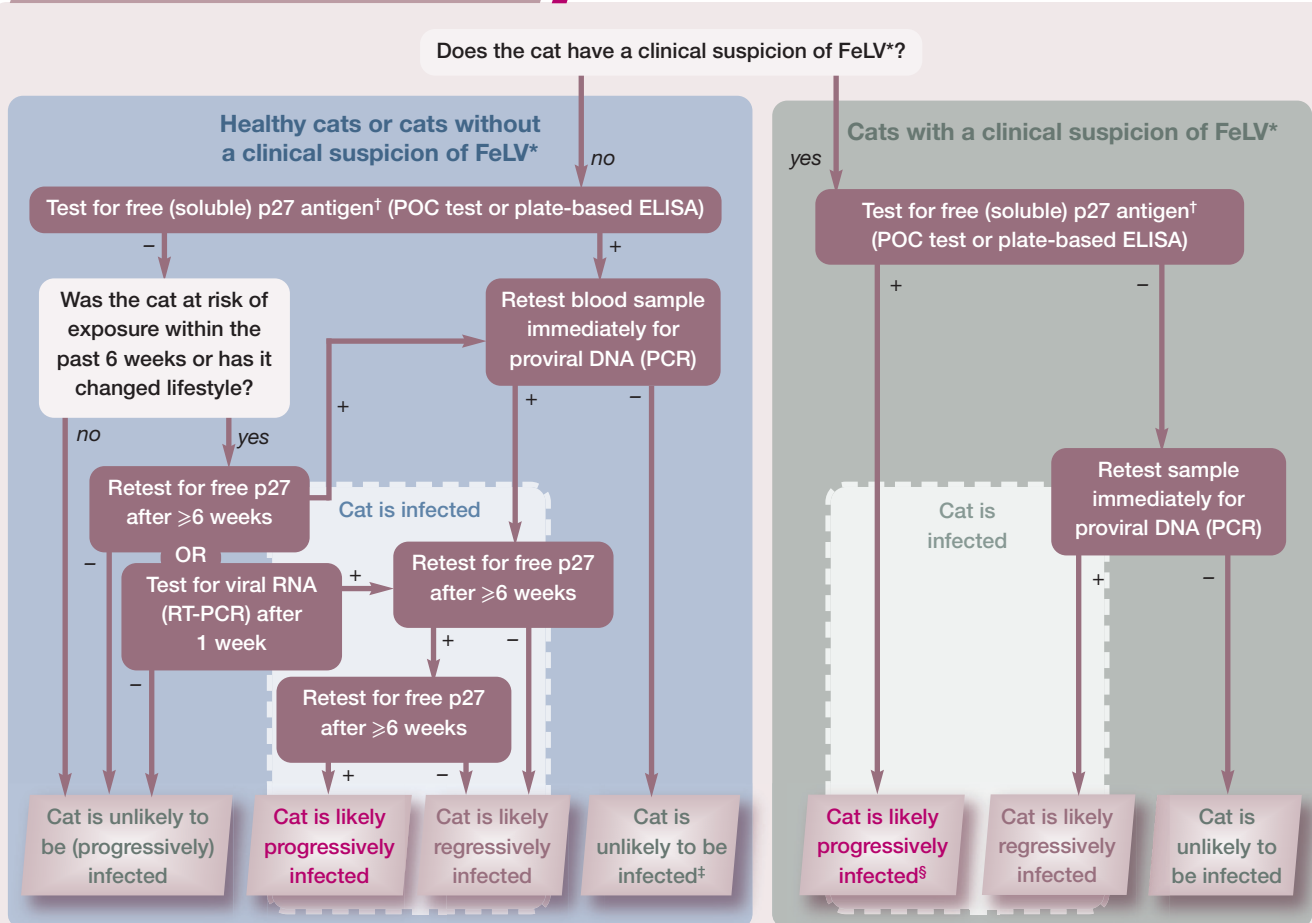 Does the cat have a clinical suspicion of FeLV*?
Healthy cats or cats without
a clinical suspicion of FeLV*
no
Test for free (soluble) p27 antigen† (POC test or plate-based ELISA)
–
+
Was the cat at risk of
exposure within the
past 6 weeks or has it
changed lifestyle?
Retest blood sample
immediately for
proviral DNA (PCR)
+
+
–
no
yes
Retest for free p27
after ⩾6 weeks
Cat is infected
–
OR
Test for viral RNA
(RT-PCR) after
1 week
+
Retest for free p27
after ⩾6 weeks
+
–
–
Retest for free p27
after ⩾6 weeks
+
–
Cat is unlikely to
be (progressively)
infected
Cat is likely
progressively
infected
Cat is likely
regressively
infected
Cat is
unlikely to be
infected‡
Cats with a clinical suspicion of FeLV*
yes
Test for free (soluble) p27 antigen†
(POC test or plate-based ELISA)
+
–
Retest sample
immediately for
proviral DNA (PCR)
Cat is
infected
+
–
Cat is likely
progressively
infected§
Cat is likely
regressively
infected
Cat is
unlikely to
be infected